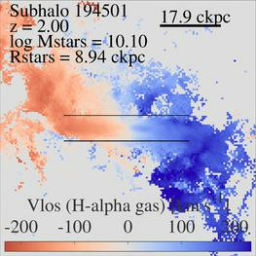 Subhalo 194501
17.9 ckpc
z = 2.00
log Mstars = 10.10
Rstars = 8.94 ckpc
Vlos (H-alpha gas)
-200 -100 0 100 200